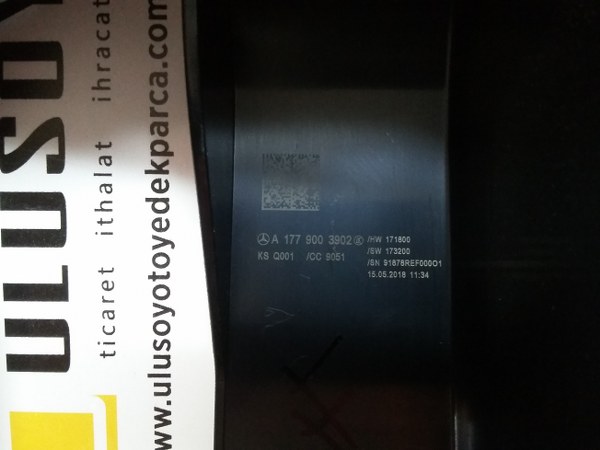 ULUSOY
ticaret ithalat ihracat
www.ulusoyotoyedekparca.com
A 177 900 3902
KS Q001 /CC 9051
/HW 171800
/SW 173200
/SN 91878REF000O1
15.05.2018 11:34